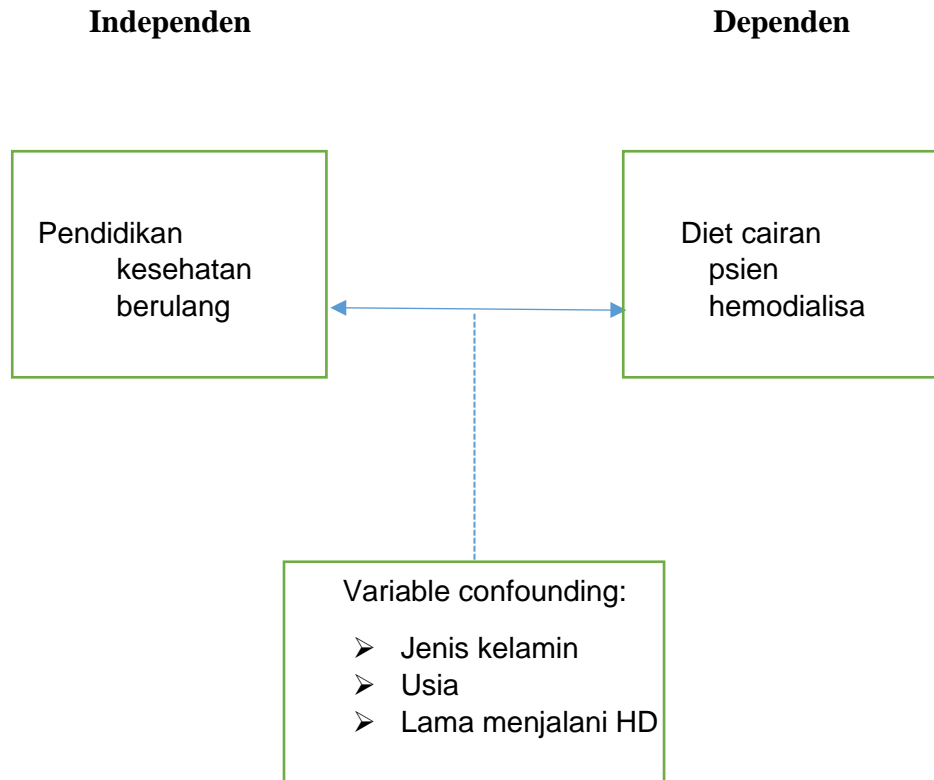 Independen
Dependen
Pendidikan
kesehatan
berulang
Diet cairan
psien
hemodialisa
Variable confounding:
➢ Jenis kelamin
➢ Usia
➢ Lama menjalani HD